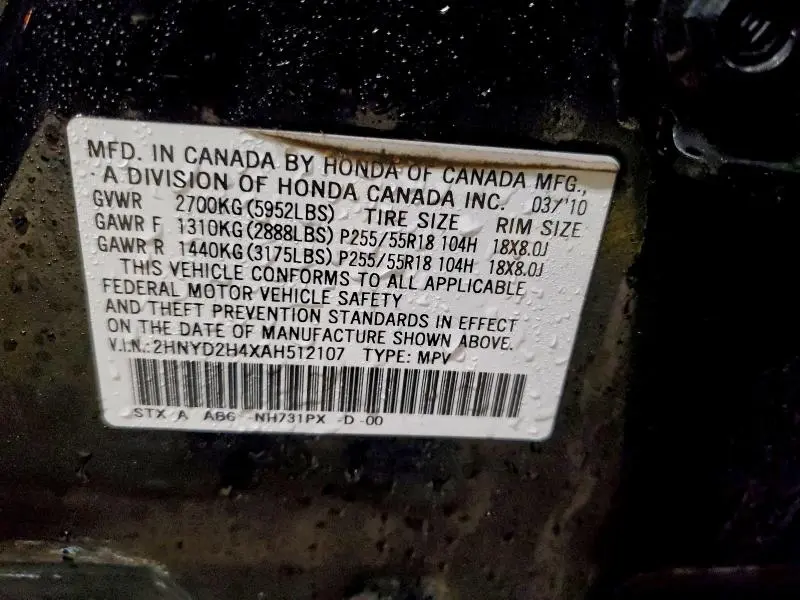 MFD. IN CANADA BY HONDA OF CANADA MFG.,
A DIVISION OF HONDA CANADA INC. 03/'10
GVWR 2700KG(5952LBS) TIRE SIZE RIM SIZE
GAWR F 1310KG(2888LBS) P255/55R18 104H 18X8.0J
GAWR R 1440KG(3175LBS) P255/55R18 104H 18X8.0J
THIS VEHICLE CONFORMS TO ALL APPLICABLE
FEDERAL MOTOR VEHICLE SAFETY
AND THEFT PREVENTION STANDARDS IN EFFECT
ON THE DATE OF MANUFACTURE SHOWN ABOVE.
V.I.N.:2HNYD2H4XAH512107 TYPE: MPV
STX A AB6 -NH731PX -D -00